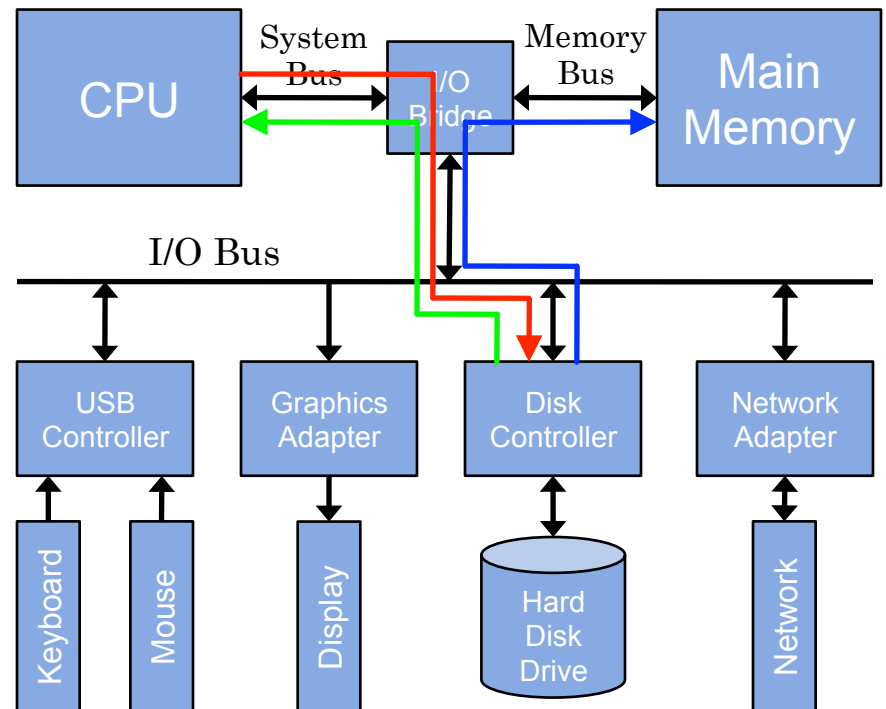 CPU
System
Bus
I/O
Bridge
Memory
Bus
Main
Memory
I/O Bus
USB
Controller
Graphics
Adapter
Disk
Controller
Network
Adapter
Keyboard
Mouse
Display
Hard
Disk
Drive
Network